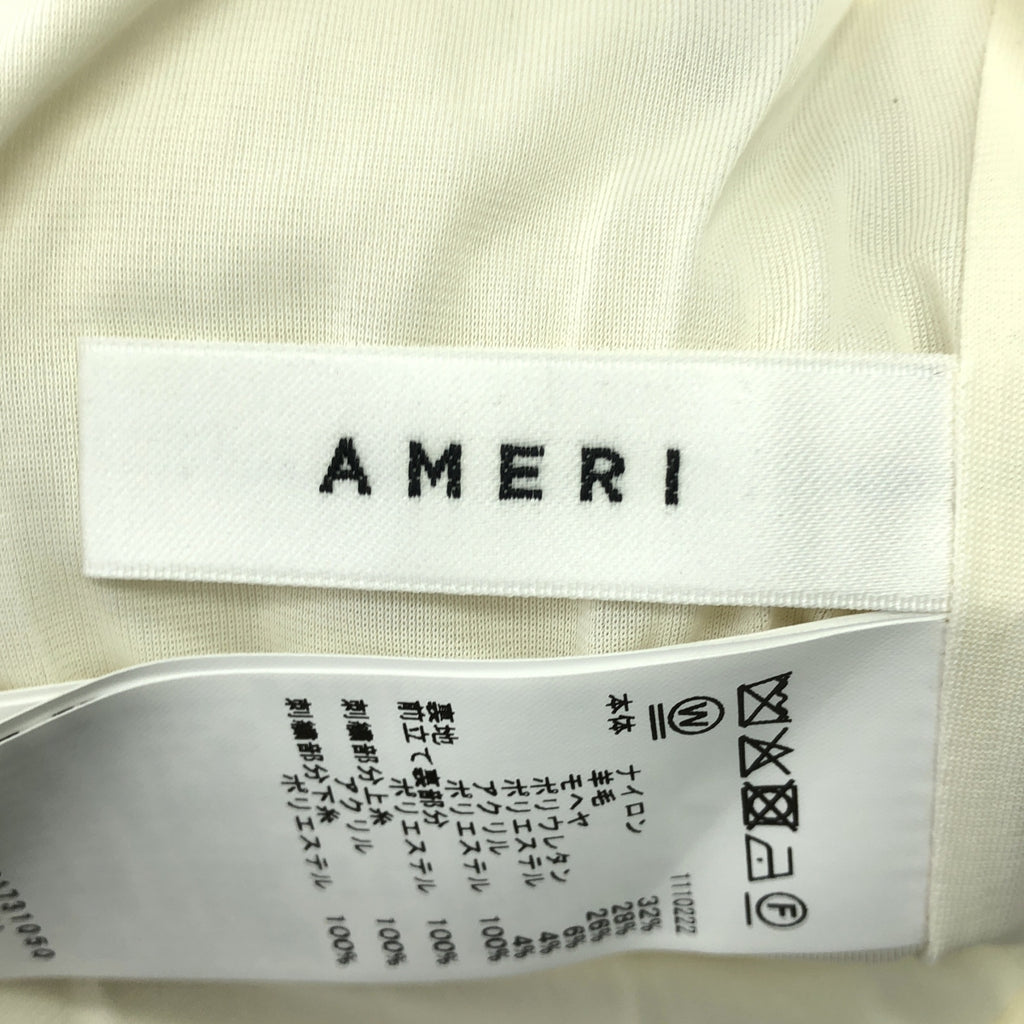 AMERI
F
W
1110222
本体 ナイロン 32%
羊毛 28%
モヘヤ 26%
ポリウレタン 6%
ポリエステル 4%
アクリル 4%
裏地 ポリエステル 100%
前立て裏部分 ポリエステル 100%
刺繍部分上糸 アクリル 100%
刺繍部分下糸 ポリエステル 100%